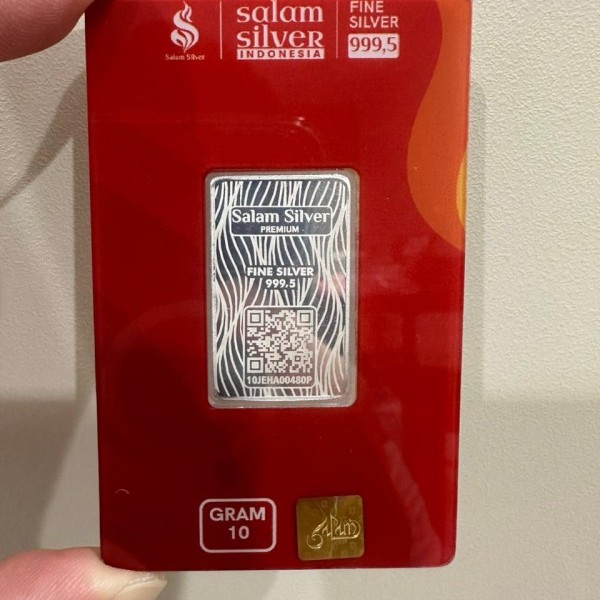 Salam Silver
salam
silver
INDONESIA
FINE
SILVER
999,5
Salam Silver
PREMIUM
FINE SILVER
999.5
10JEHA00480P
GRAM
10
Salam